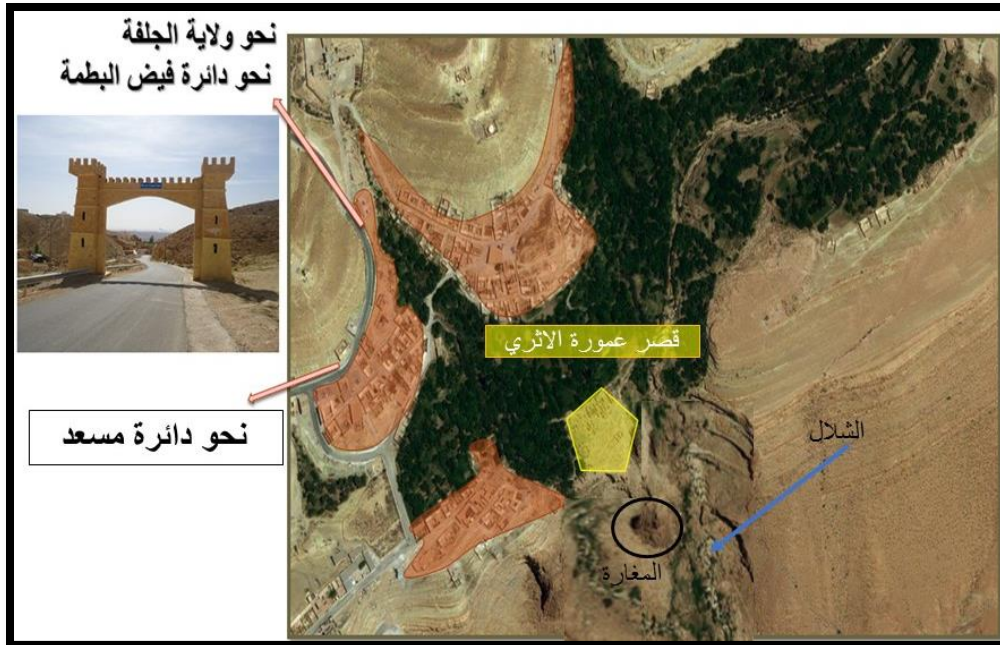 نحو ولاية الجلفة
نحو دائرة فيض البطمة
قصر عمورة الاثري
نحو دائرة مسعد
الشلال
المغارة